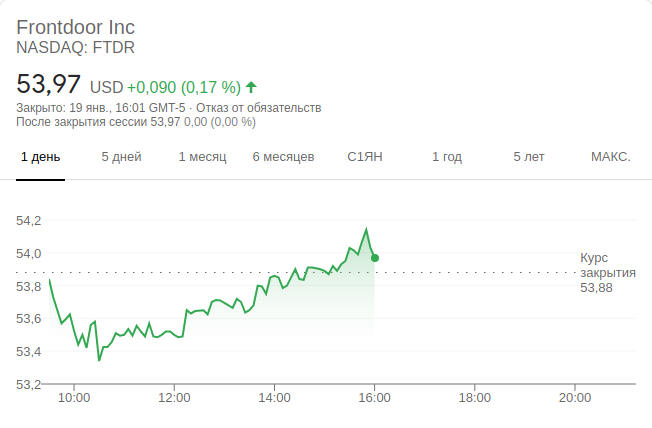 Frontdoor Inc
NASDAQ: FTDR
53,97 USD +0,090 (0,17 %)
Закрыто: 19 янв., 16:01 GMT-5 · Отказ от обязательств
После закрытия сессии 53,97 0,00 (0,00 %)
1 день 5 дней 1 месяц 6 месяцев С1ЯН 1 год 5 лет МАКС.
54,2
54,0
53,8
53,6
53,4
53,2
Курс
закрытия
53,88
10:00 12:00 14:00 16:00 18:00 20:00